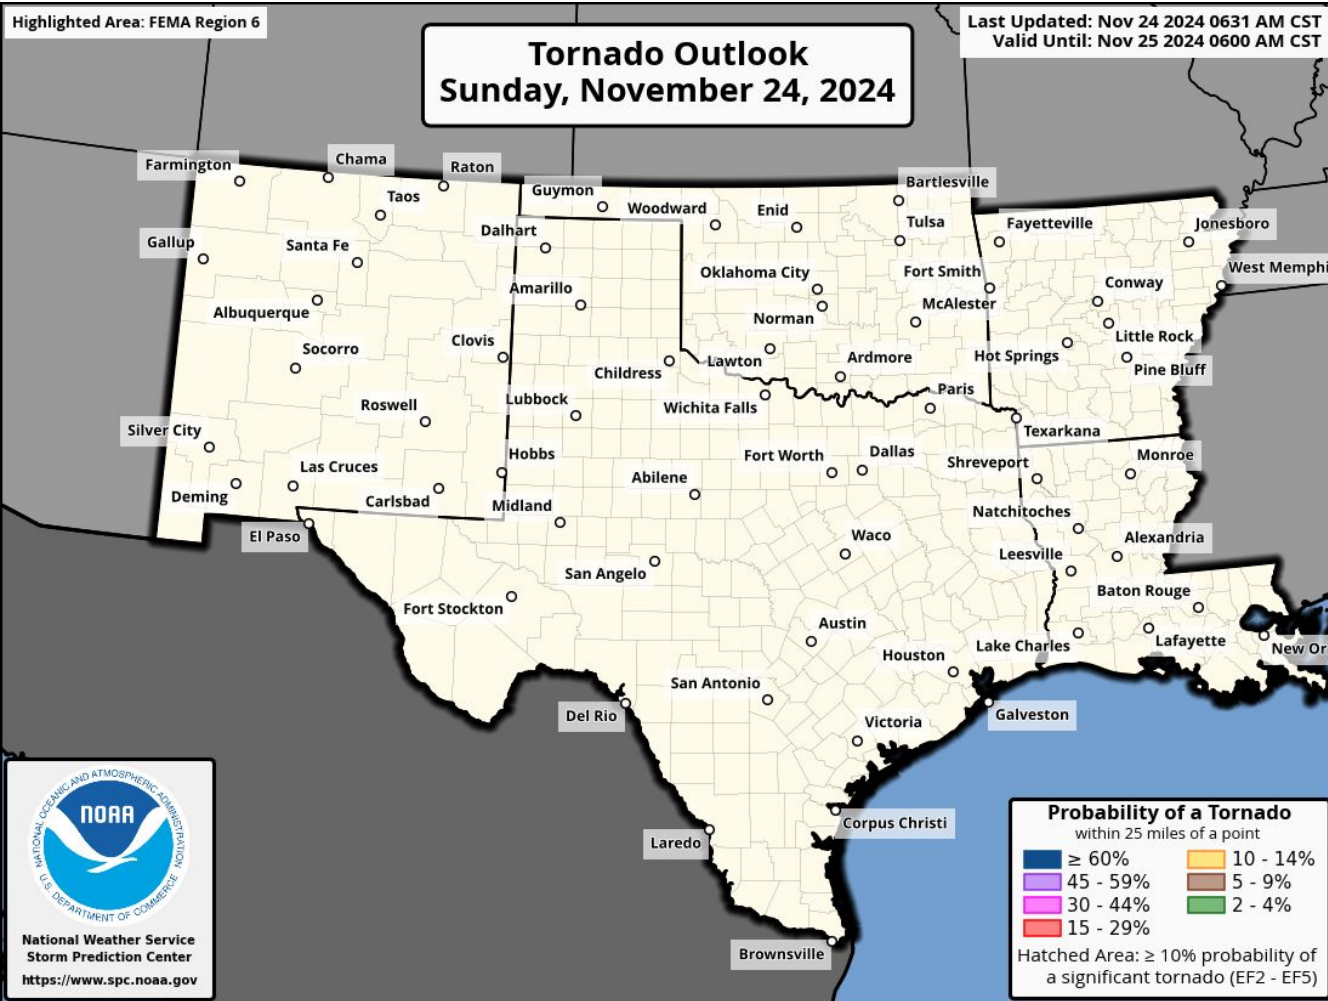 Highlighted Area: FEMA Region 6
Last Updated: Nov 24 2024 0631 AM CST
Valid Until: Nov 25 2024 0600 AM CST
Tornado Outlook
Sunday, November 24, 2024
Farmington
Chama
Raton
Taos
Guymon
Woodward
Enid
Bartlesville
Tulsa
Fayetteville
Jonesboro
Gallup
Santa Fe
Dalhart
Oklahoma City
Fort Smith
West Memphi
Amarillo
Conway
Albuquerque
Norman
McAlester
Socorro
Clovis
Childress
Lawton
Ardmore
Hot Springs
Little Rock
Pine Bluff
Roswell
Lubbock
Wichita Falls
Paris
Silver City
Texarkana
Las Cruces
Hobbs
Abilene
Fort Worth
Dallas
Shreveport
Monroe
Deming
Carlsbad
Midland
Natchitoches
El Paso
Waco
Leesville
Alexandria
San Angelo
Baton Rouge
Fort Stockton
Austin
Houston
Lake Charles
Lafayette
New Or
San Antonio
Del Rio
Victoria
Galveston
Corpus Christi
Laredo
Brownsville
NATIONAL OCEANIC AND ATMOSPHERIC ADMINISTRATION
NOAA
U.S. DEPARTMENT OF COMMERCE
National Weather Service
Storm Prediction Center
https://www.spc.noaa.gov
Probability of a Tornado
within 25 miles of a point
≥ 60%
45 - 59%
30 - 44%
15 - 29%
10 - 14%
5 - 9%
2 - 4%
Hatched Area: ≥ 10% probability of
a significant tornado (EF2 - EF5)